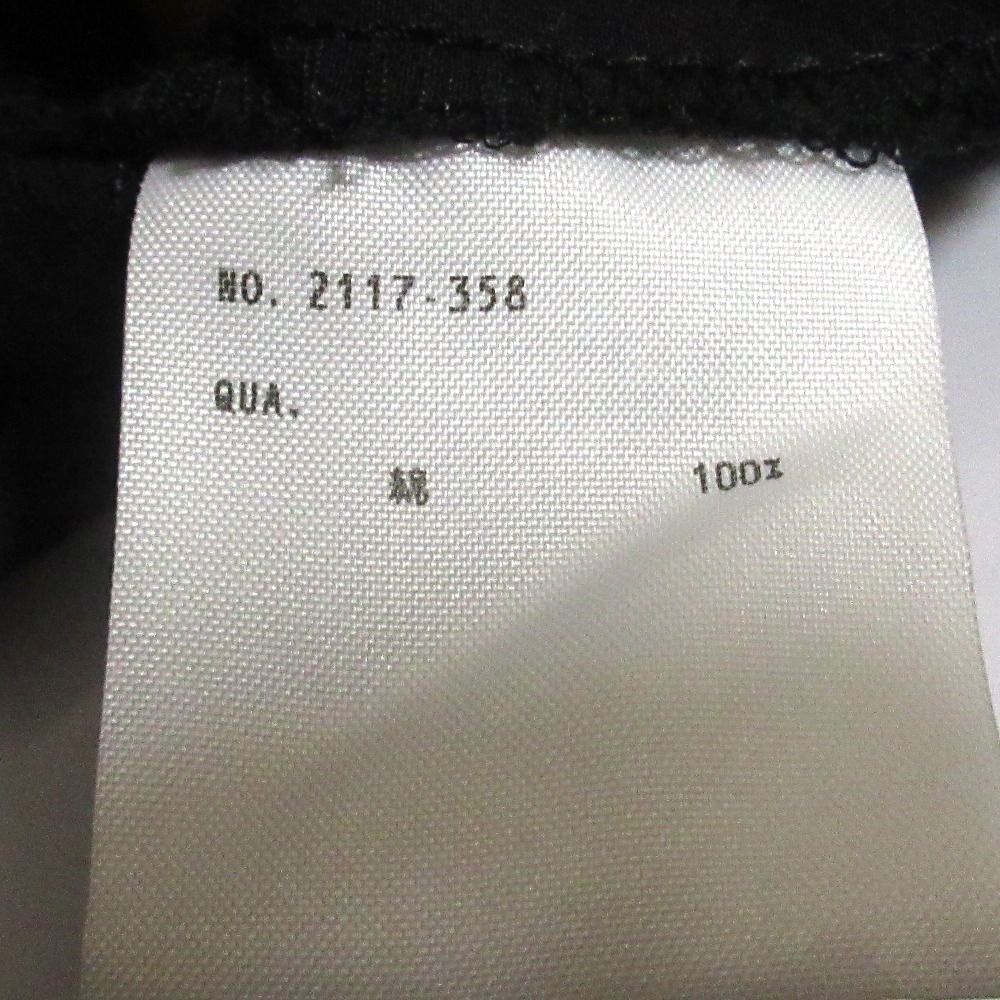 NO. 2117-358
QUA.
綿 100%